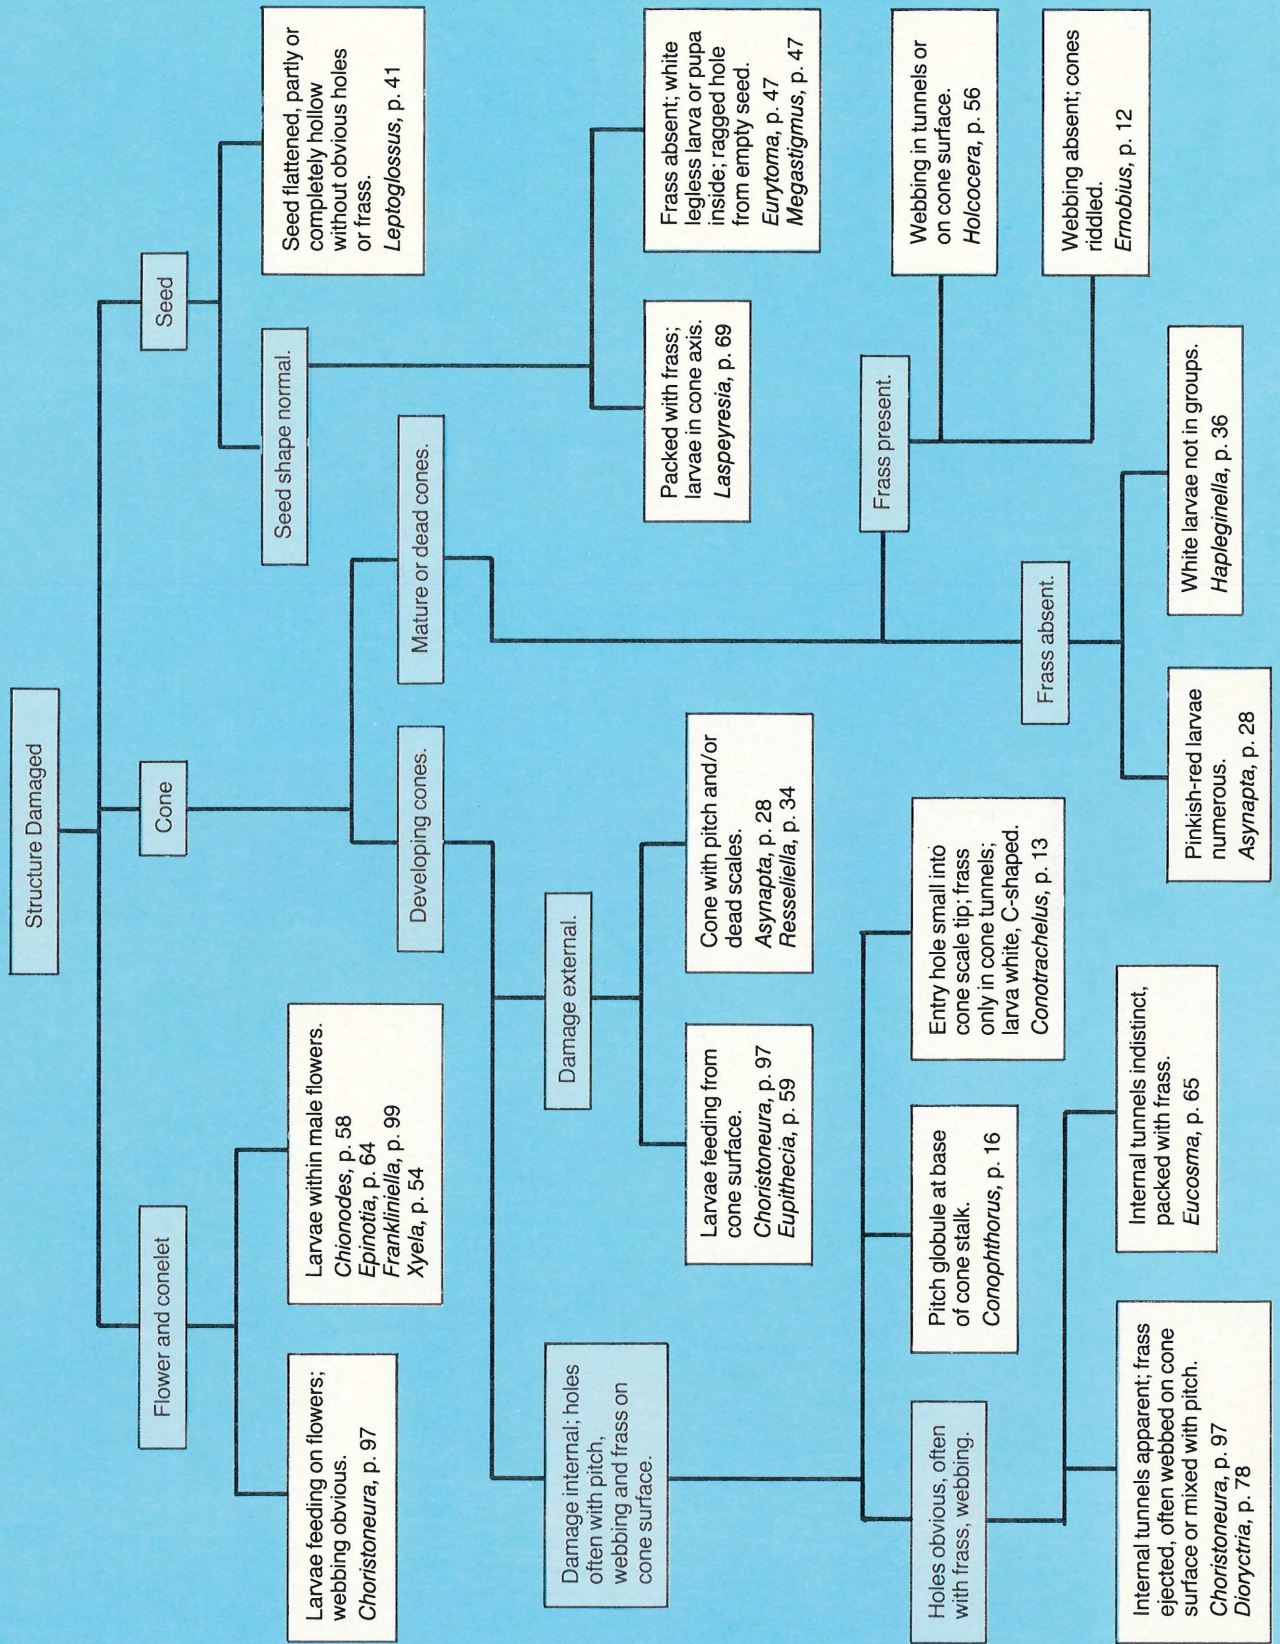 Structure Damaged
Flower and conelet
Cone
Seed
Larvae feeding on flowers;
webbing obvious.
Choristoneura, p. 97
Larvae within male flowers.
Chionodes, p. 58
Epinotia, p. 64
Frankliniella, p. 99
Xyela, p. 54
Developing cones.
Mature or dead cones.
Seed shape normal.
Seed flattened, partly or
completely hollow
without obvious holes
or frass.
Leptoglossus, p. 41
Damage internal; holes
often with pitch,
webbing and frass on
cone surface.
Damage external.
Larvae feeding from
cone surface.
Choristoneura, p. 97
Eupithecia, p. 59
Cone with pitch and/or
dead scales.
Asynapta, p. 28
Resseliella, p. 34
Packed with frass;
larvae in cone axis.
Laspeyresia, p. 69
Frass absent; white
legless larva or pupa
inside; ragged hole
from empty seed.
Eurytoma, p. 47
Megastigmus, p. 47
Holes obvious, often
with frass, webbing.
Pitch globule at base
of cone stalk.
Conophthorus, p. 16
Entry hole small into
cone scale tip; frass
only in cone tunnels;
larva white, C-shaped.
Conotrachelus, p. 13
Frass present.
Webbing in tunnels or
on cone surface.
Holcocera, p. 56
Webbing absent; cones
riddled.
Ernobius, p. 12
Frass absent.
Internal tunnels apparent; frass
ejected, often webbed on cone
surface or mixed with pitch.
Choristoneura, p. 97
Dioryctria, p. 78
Internal tunnels indistinct,
packed with frass.
Eucosma, p. 65
Pinkish-red larvae
numerous.
Asynapta, p. 28
White larvae not in groups.
Hapleginella, p. 36